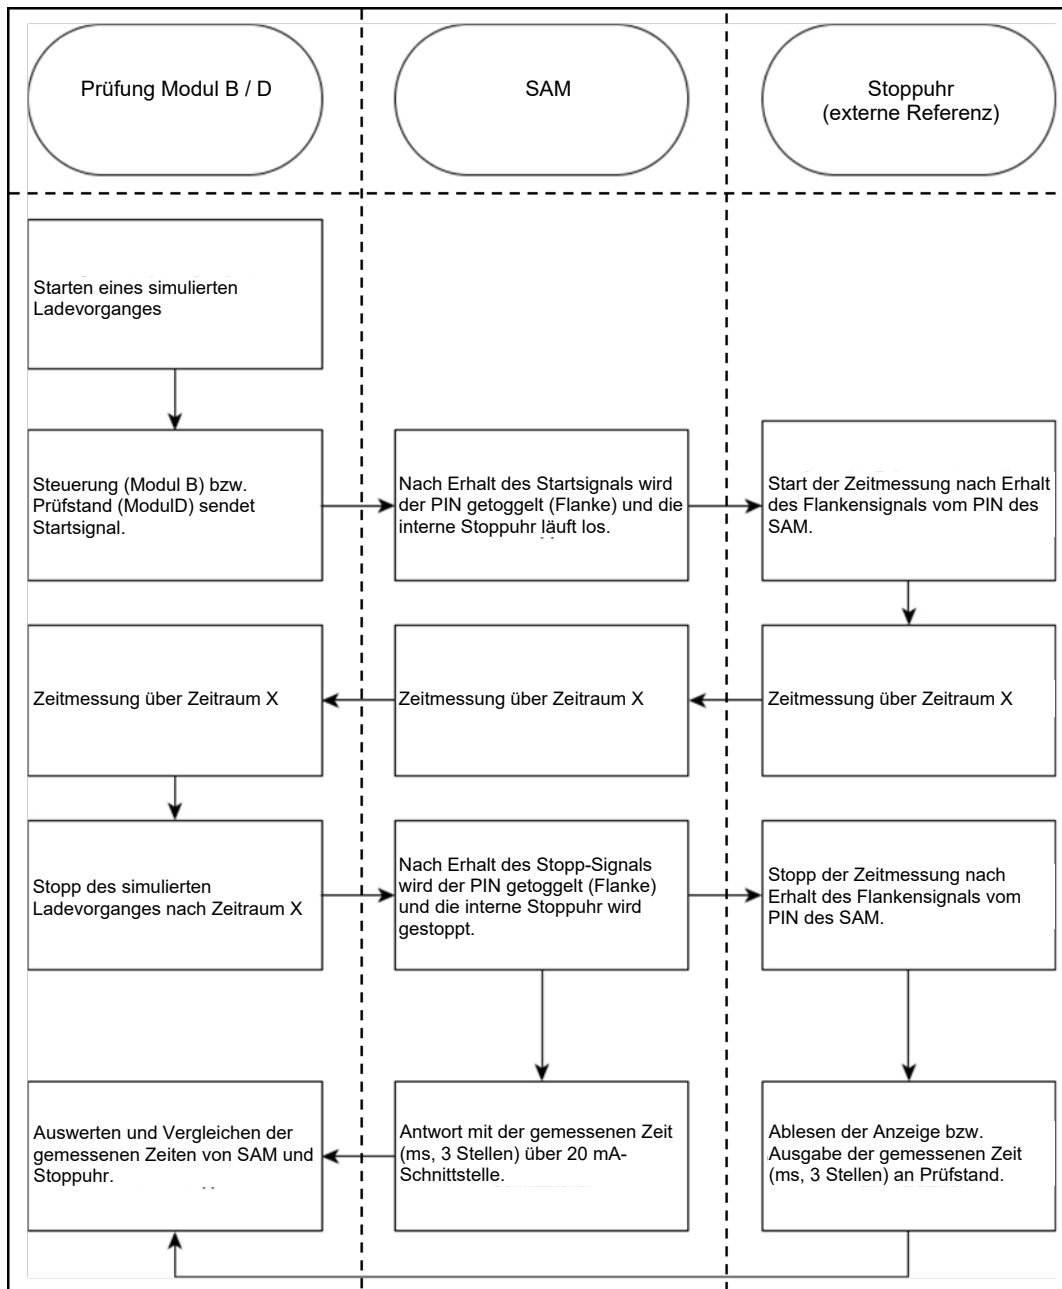 Prüfung Modul B / D
SAM
Stoppuhr
(externe Referenz)
Starten eines simulierten
Ladevorganges
Steuerung (Modul B) bzw.
Prüfstand (ModulD) sendet
Startsignal.
Nach Erhalt des Startsignals wird
der PIN getoggelt (Flanke) und die
interne Stoppuhr läuft los.
Start der Zeitmessung nach Erhalt
des Flankensignals vom PIN des
SAM.
Zeitmessung über Zeitraum X
Zeitmessung über Zeitraum X
Zeitmessung über Zeitraum X
Stopp des simulierten
Ladevorganges nach Zeitraum X
Nach Erhalt des Stopp-Signals
wird der PIN getoggelt (Flanke)
und die interne Stoppuhr wird
gestoppt.
Stopp der Zeitmessung nach
Erhalt des Flankensignals vom
PIN des SAM.
Auswerten und Vergleichen der
gemessenen Zeiten von SAM und
Stoppuhr.
Antwort mit der gemessenen Zeit
(ms, 3 Stellen) über 20 mA-
Schnittstelle.
Ablesen der Anzeige bzw.
Ausgabe der gemessenen Zeit
(ms, 3 Stellen) an Prüfstand.